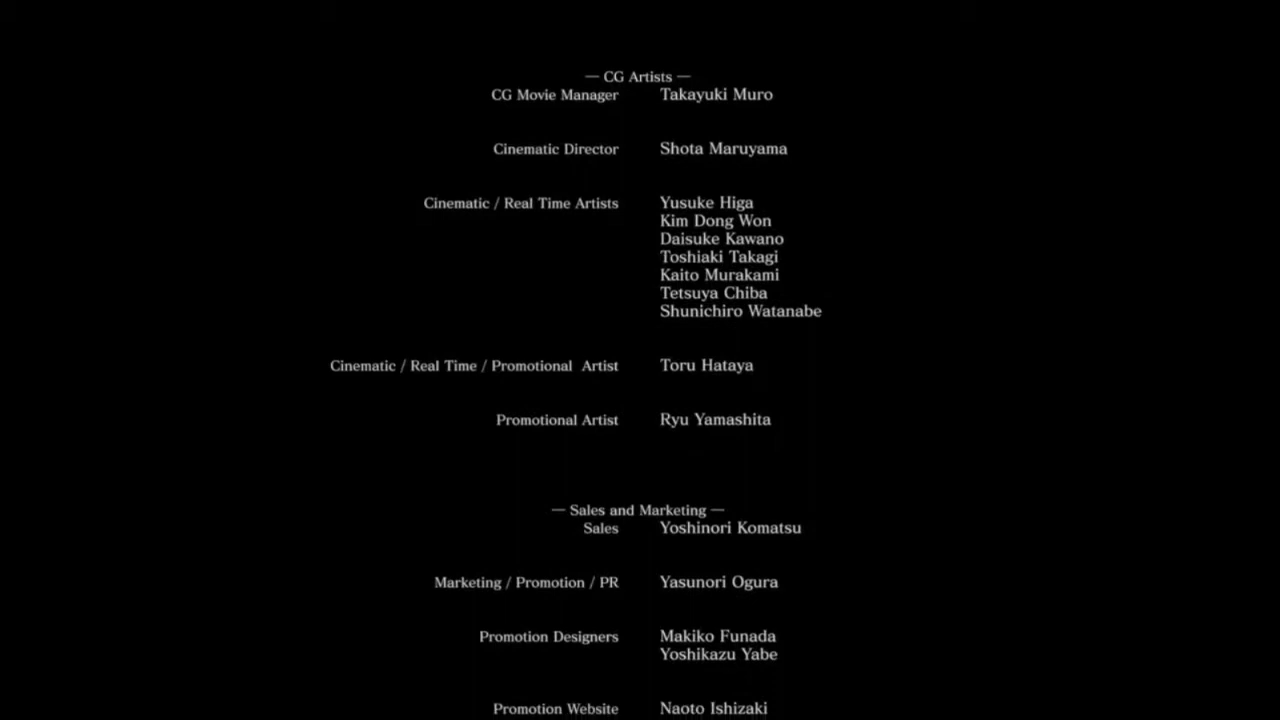 — CG Artists —
CG Movie Manager Takayuki Muro
Cinematic Director Shota Maruyama
Cinematic / Real Time Artists Yusuke Higa
Kim Dong Won
Daisuke Kawano
Toshiaki Takagi
Kaito Murakami
Tetsuya Chiba
Shunichiro Watanabe
Cinematic / Real Time / Promotional Artist Toru Hataya
Promotional Artist Ryu Yamashita
— Sales and Marketing —
Sales Yoshinori Komatsu
Marketing / Promotion / PR Yasunori Ogura
Promotion Designers Makiko Funada
Yoshikazu Yabe
Promotion Website Naoto Ishizaki